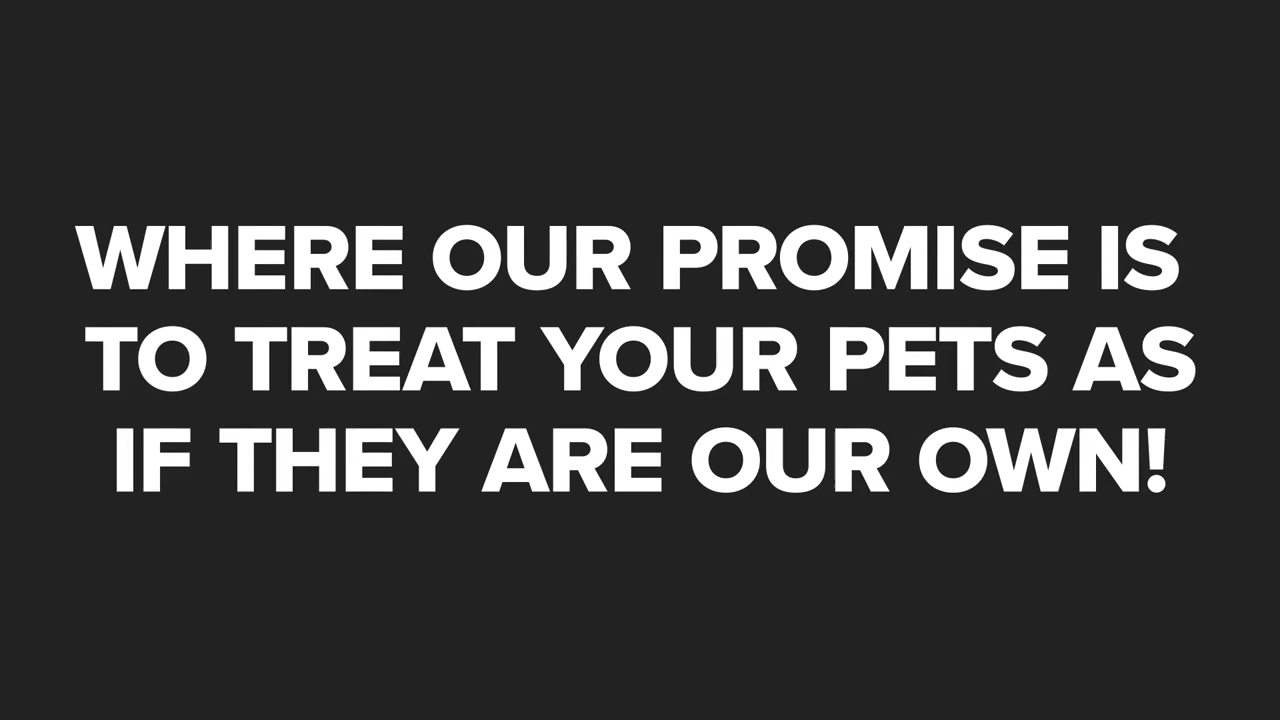 WHERE OUR PROMISE IS
TO TREAT YOUR PETS AS
IF THEY ARE OUR OWN!